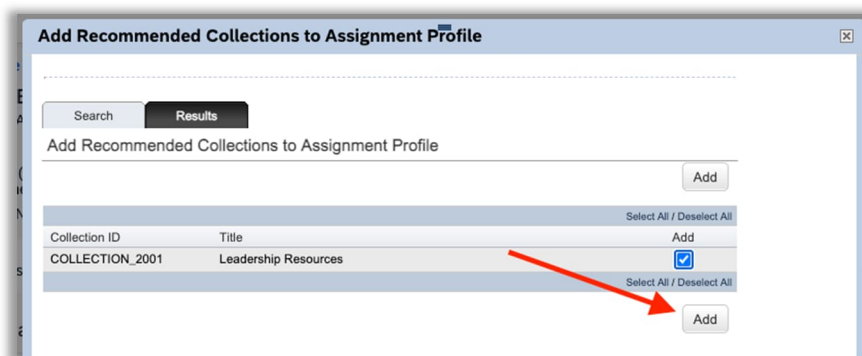 Add Recommended Collections to Assignment Profile
Search Results
Add Recommended Collections to Assignment Profile
Add
Select All / Deselect All
Collection ID Title Add
COLLECTION_2001 Leadership Resources
Select All / Deselect All
Add